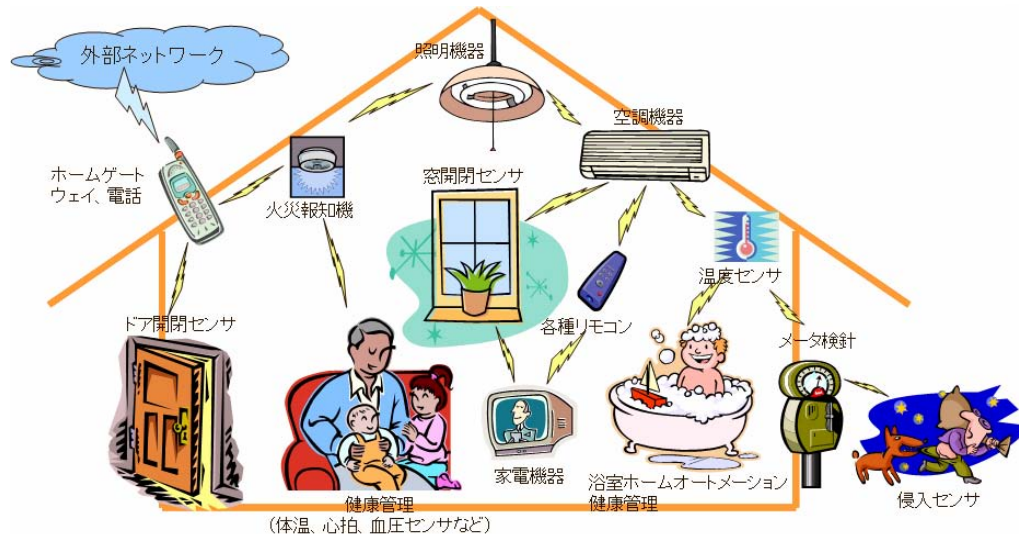 外部ネットワーク
照明機器
空調機器
ホームゲート
ウェイ、電話
火災報知機
窓開閉センサ
温度センサ
ドア開閉センサ
各種リモコン
メータ検針
家電機器
浴室ホームオートメーション
健康管理
侵入センサ
健康管理
(体温、心拍、血圧センサなど)